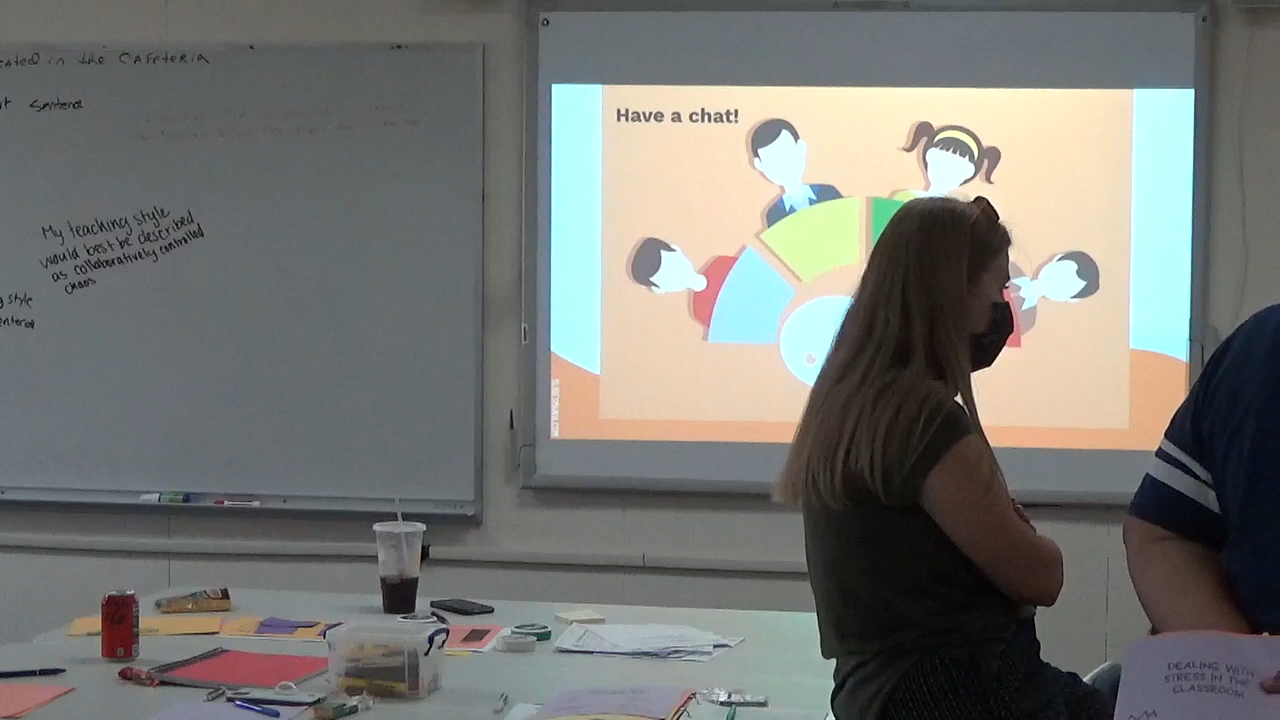 eated in the CAFETERIA
t Sentence
My teaching style
would best be described
as collaboratively controlled
chaos
g style
entered
Have a chat!
DEALING WITH
STRESS IN THE
CLASSROOM